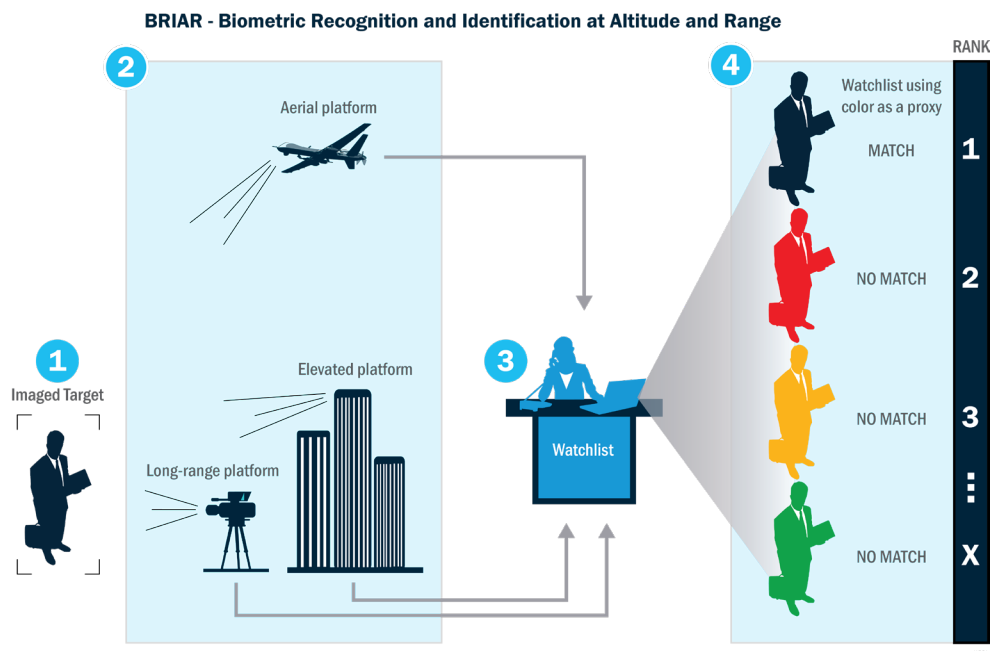 BRIAR - Biometric Recognition and Identification at Altitude and Range
1
Imaged Target
2
Aerial platform
Elevated platform
Long-range platform
3
Watchlist
4
RANK
Watchlist using
color as a proxy
MATCH
1
NO MATCH
2
NO MATCH
3
⋮
NO MATCH
X